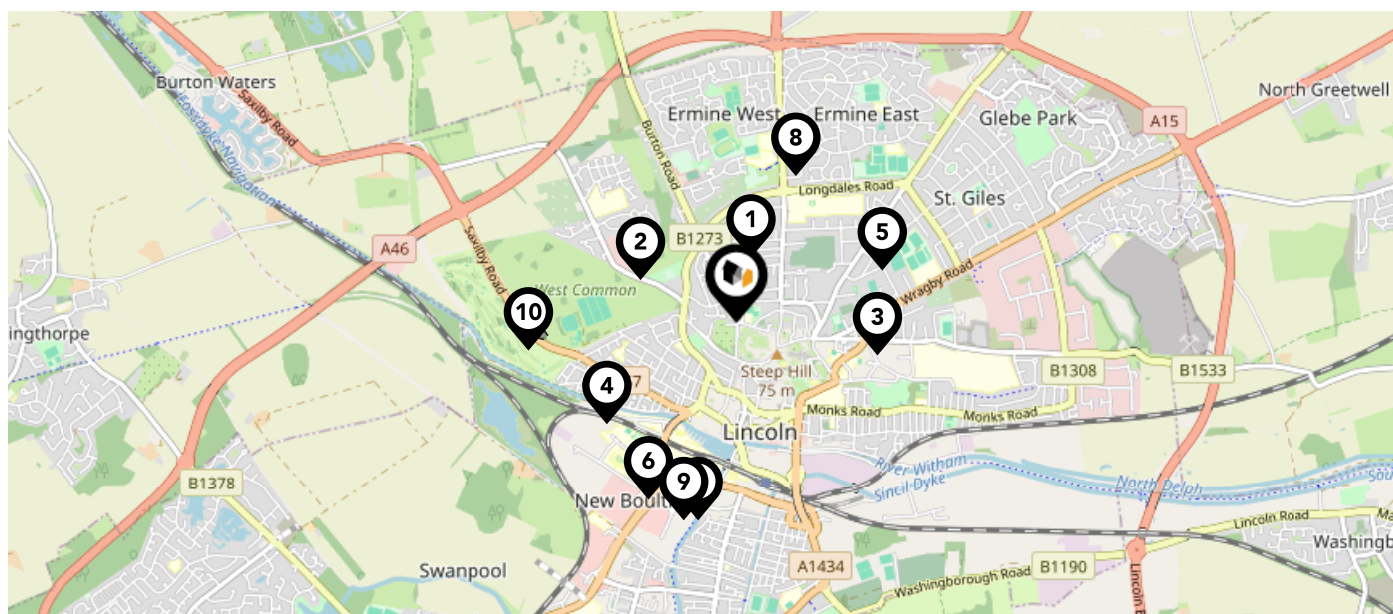 Burton Waters
Saxilby Road
Fossdyke Navigation
Ermine West
Ermine East
Glebe Park
North Greetwell
A15
8
Burton Road
Longdales Road
St. Giles
1
2
B1273
5
A46
Saxilby Road
West Common
Wragby Road
10
3
ingthorpe
Steep Hill
75 m
B1308
B1533
4
7
Monks Road
Monks Road
Lincoln
6
9
River Witham
Sincil Dyke
North Delph
B1378
New Boult
Lincoln Road
Washingb
Swanpool
A1434
Washingborough Road
B1190